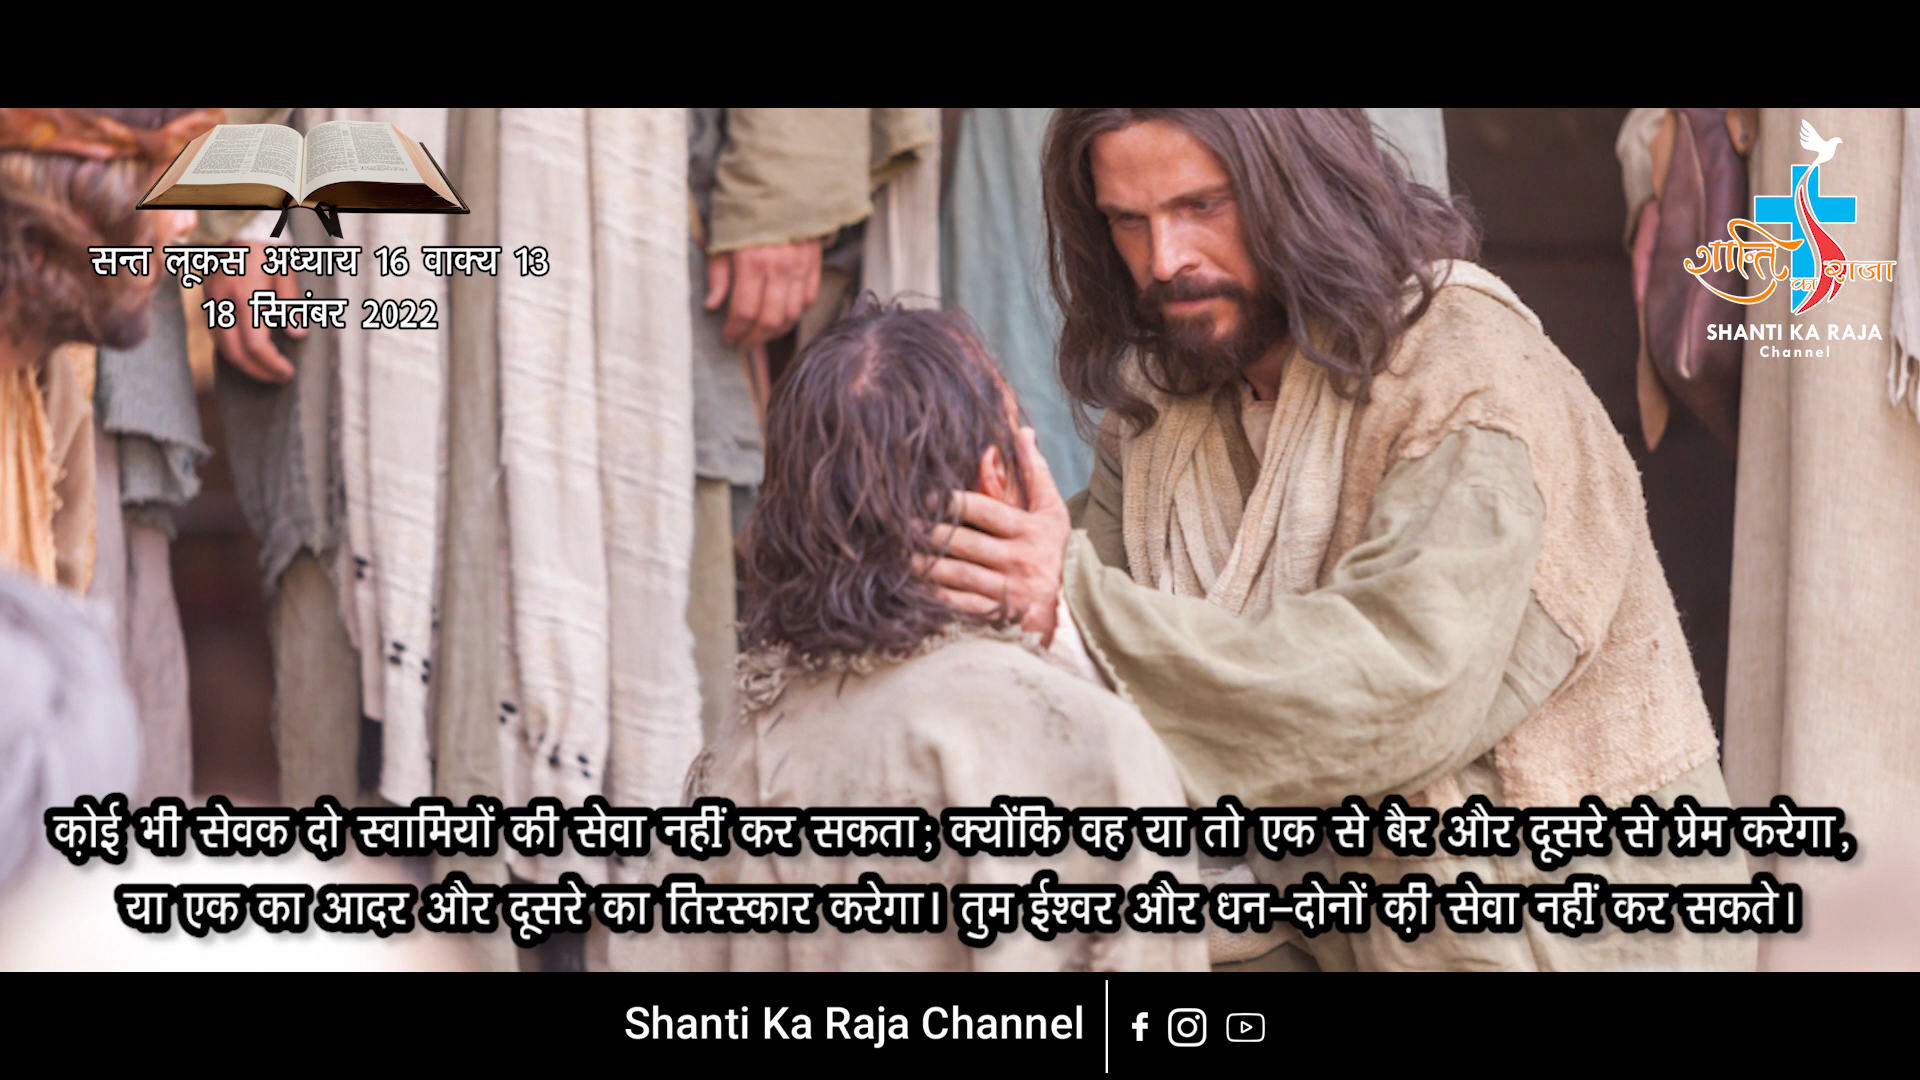 सन्त लूकस अध्याय 16 वाक्य 13
18 सितंबर 2022
शान्ति का राजा
SHANTI KA RAJA
Channel
क़ोई भी सेवक दो स्वामियों की सेवा नहीं कर सकता; क्योंकि वह या तो एक से बैर और दूसरे से प्रेम करेगा,
या एक का आदर और दूसरे का तिरस्कार करेगा। तुम ईश्वर और धन-दोनों की़ सेवा नहीं कर सकते।
Shanti Ka Raja Channel